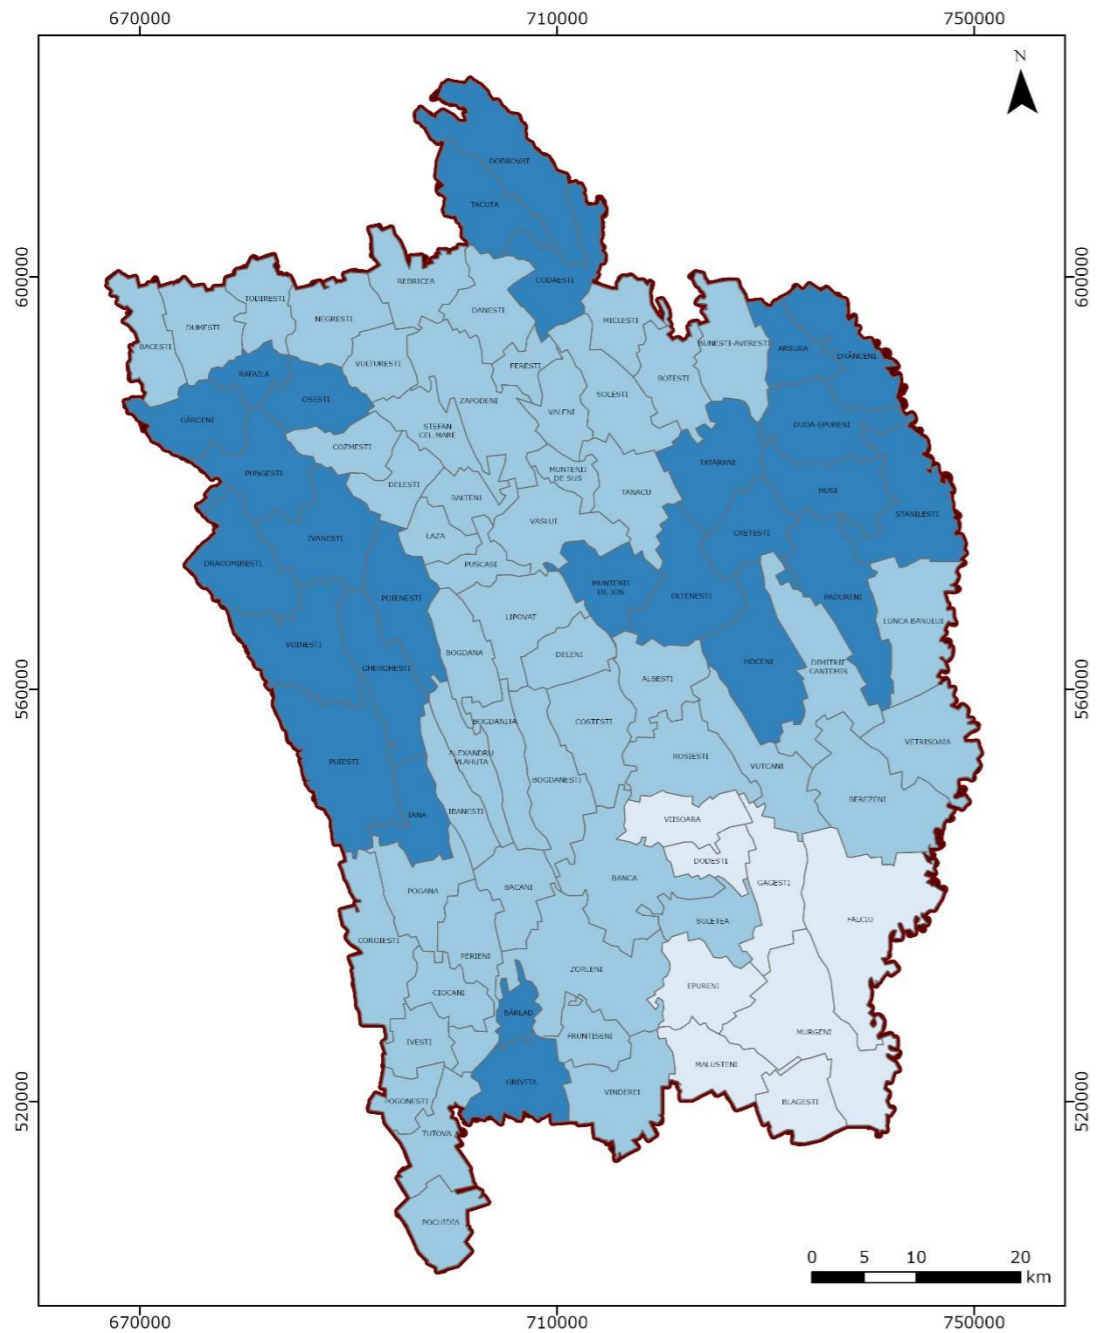 670000
710000
750000
N
DOBROVAT
TACUTA
600000
600000
CODAESTI
REBRICEA
TODIRESTI
DANESTI
DUMESTI
NEGRESTI
MICLESTI
BACESTI
BUNESTI-AVERESTI
ARSURA
DRÂNCENI
VULTURESTI
FERESTI
RAFAILA
BOTESTI
OSESTI
ZAPODENI
SOLESTI
GÂRCENI
VALENI
STEFAN
CEL MARE
DUDA-EPURENI
COZMESTI
TATARANI
PUNGESTI
MUNTENII
DE SUS
DELESTI
BALTENI
TANACU
HUSI
VASLUI
STANILESTI
IVANESTI
LAZA
CRETESTI
DRAGOMIRESTI
PUSCASI
MUNTENII
DE JOS
POIENESTI
OLTENESTI
PADURENI
LIPOVAT
LUNCA BANULUI
VOINESTI
BOGDANA
DELENI
HOCENI
GHERGHESTI
DIMITRIE
CANTEMIR
ALBESTI
560000
560000
BOGDANITA
COSTESTI
VETRISOAIA
ALEXANDRU
VLAHUTA
ROSIESTI
PUIESTI
VUTCANI
BOGDANESTI
BEREZENI
IANA
IBANESTI
VIISOARA
DODESTI
POGANA
BACANI
BANCA
GAGESTI
SULETEA
FALCIU
COROIESTI
PERIENI
ZORLENI
CIOCANI
EPURENI
BÂRLAD
MURGENI
IVESTI
FRUNTISENI
MALUSTENI
GRIVITA
VINDEREI
520000
520000
POGONESTI
BLAGESTI
TUTOVA
POCHIDIA
0 5 10 20
km
670000
710000
750000